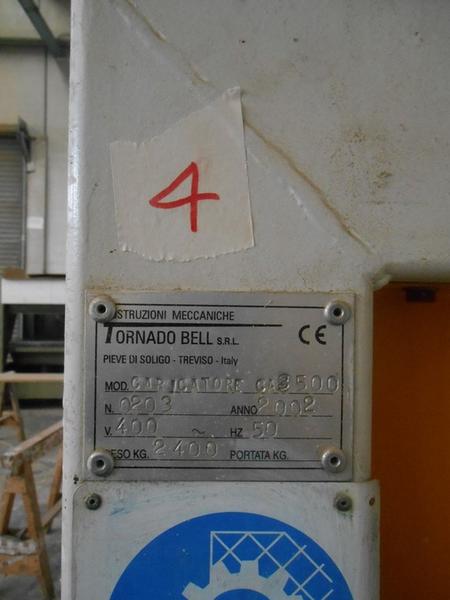 4
COSTRUZIONI MECCANICHE
TORNADO BELL S.R.L. CE
PIEVE DI SOLIGO - TREVISO - Italy
MOD. CARICATORE CA3500
N. 0203 ANNO 2002
V. 400 ~ HZ 50
PESO KG. 2400 PORTATA KG.